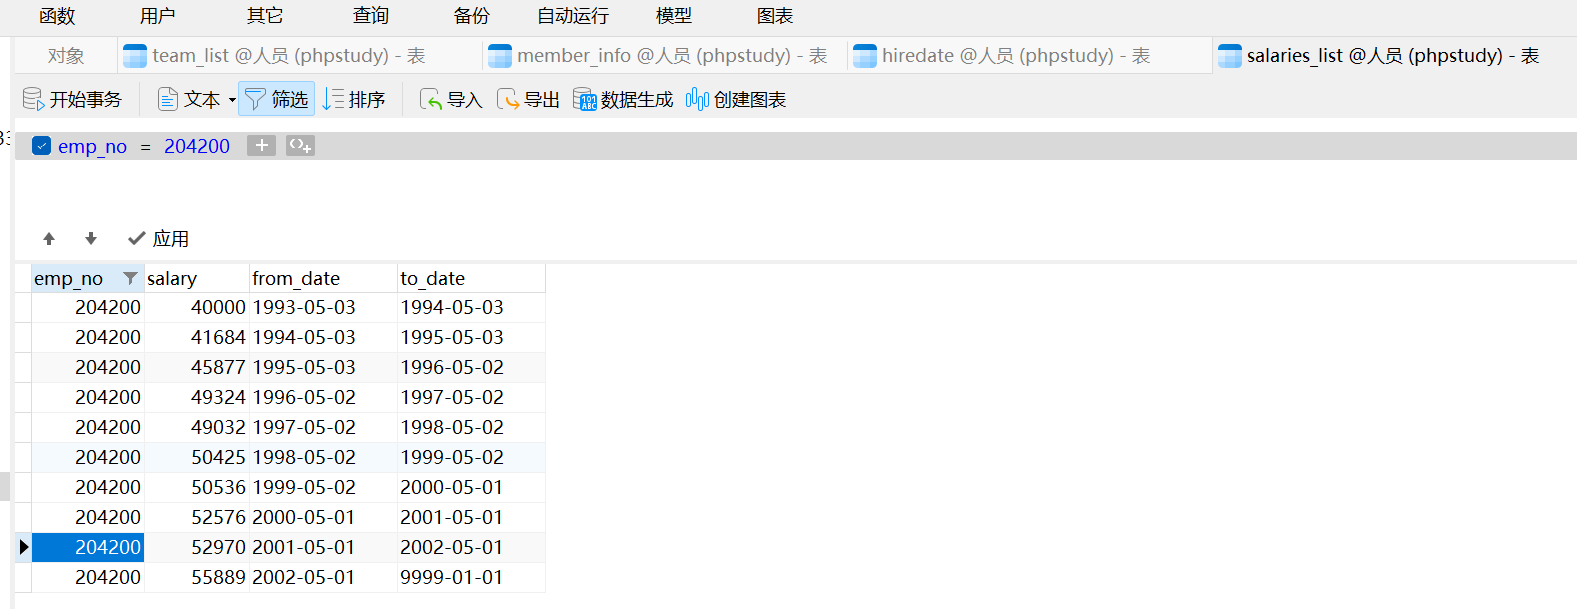 函数 用户 其它 查询 备份 自动运行 模型 图表
对象 team_list @人员 (phpstudy) - 表 member_info @人员 (phpstudy) - 表 hiredate @人员 (phpstudy) - 表 salaries_list @人员 (phpstudy) - 表
开始事务 文本 筛选 排序 导入 导出 数据生成 创建图表
emp_no = 204200
应用
emp_no salary from_date to_date
204200 40000 1993-05-03 1994-05-03
204200 41684 1994-05-03 1995-05-03
204200 45877 1995-05-03 1996-05-02
204200 49324 1996-05-02 1997-05-02
204200 49032 1997-05-02 1998-05-02
204200 50425 1998-05-02 1999-05-02
204200 50536 1999-05-02 2000-05-01
204200 52576 2000-05-01 2001-05-01
204200 52970 2001-05-01 2002-05-01
204200 55889 2002-05-01 9999-01-01